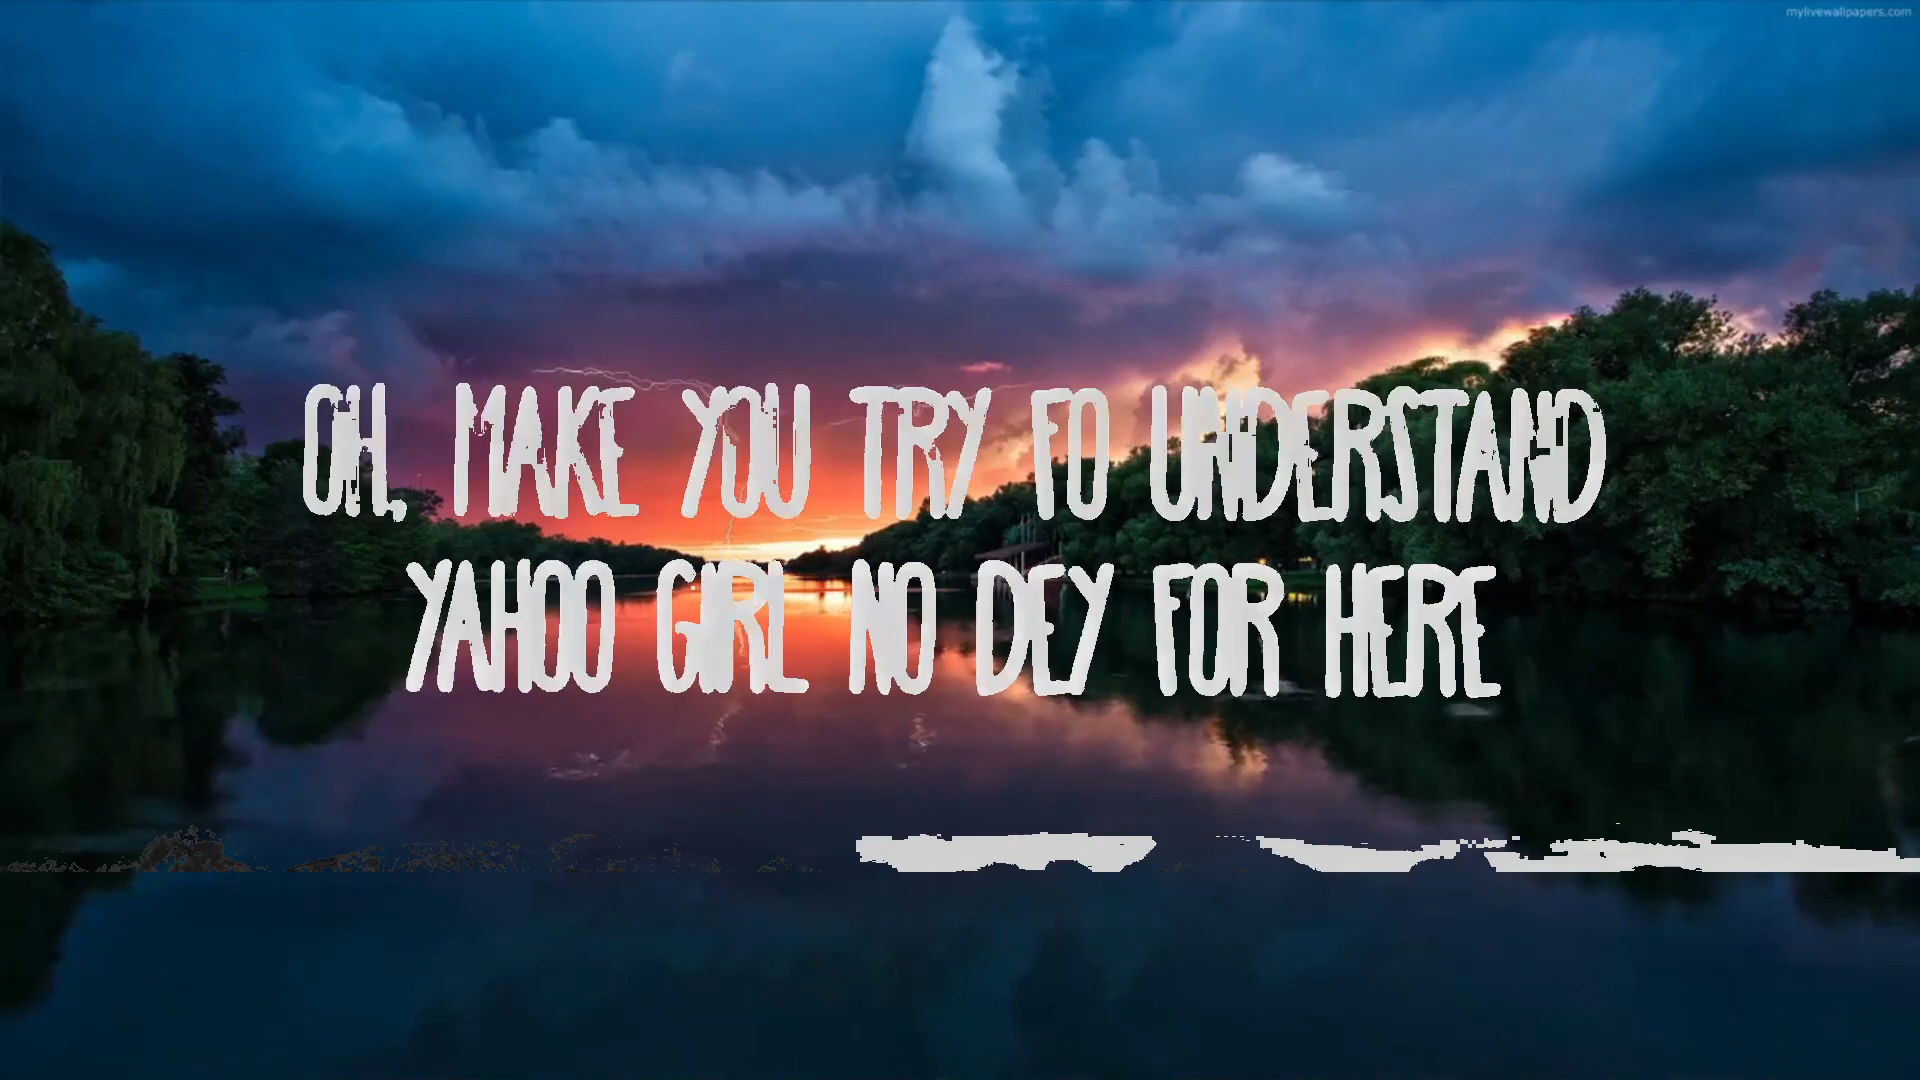 mylivewallpapers.com
OH, MAKE YOU TRY FO UNDERSTAND
YAHOO GIRL NO DEY FOR HERE